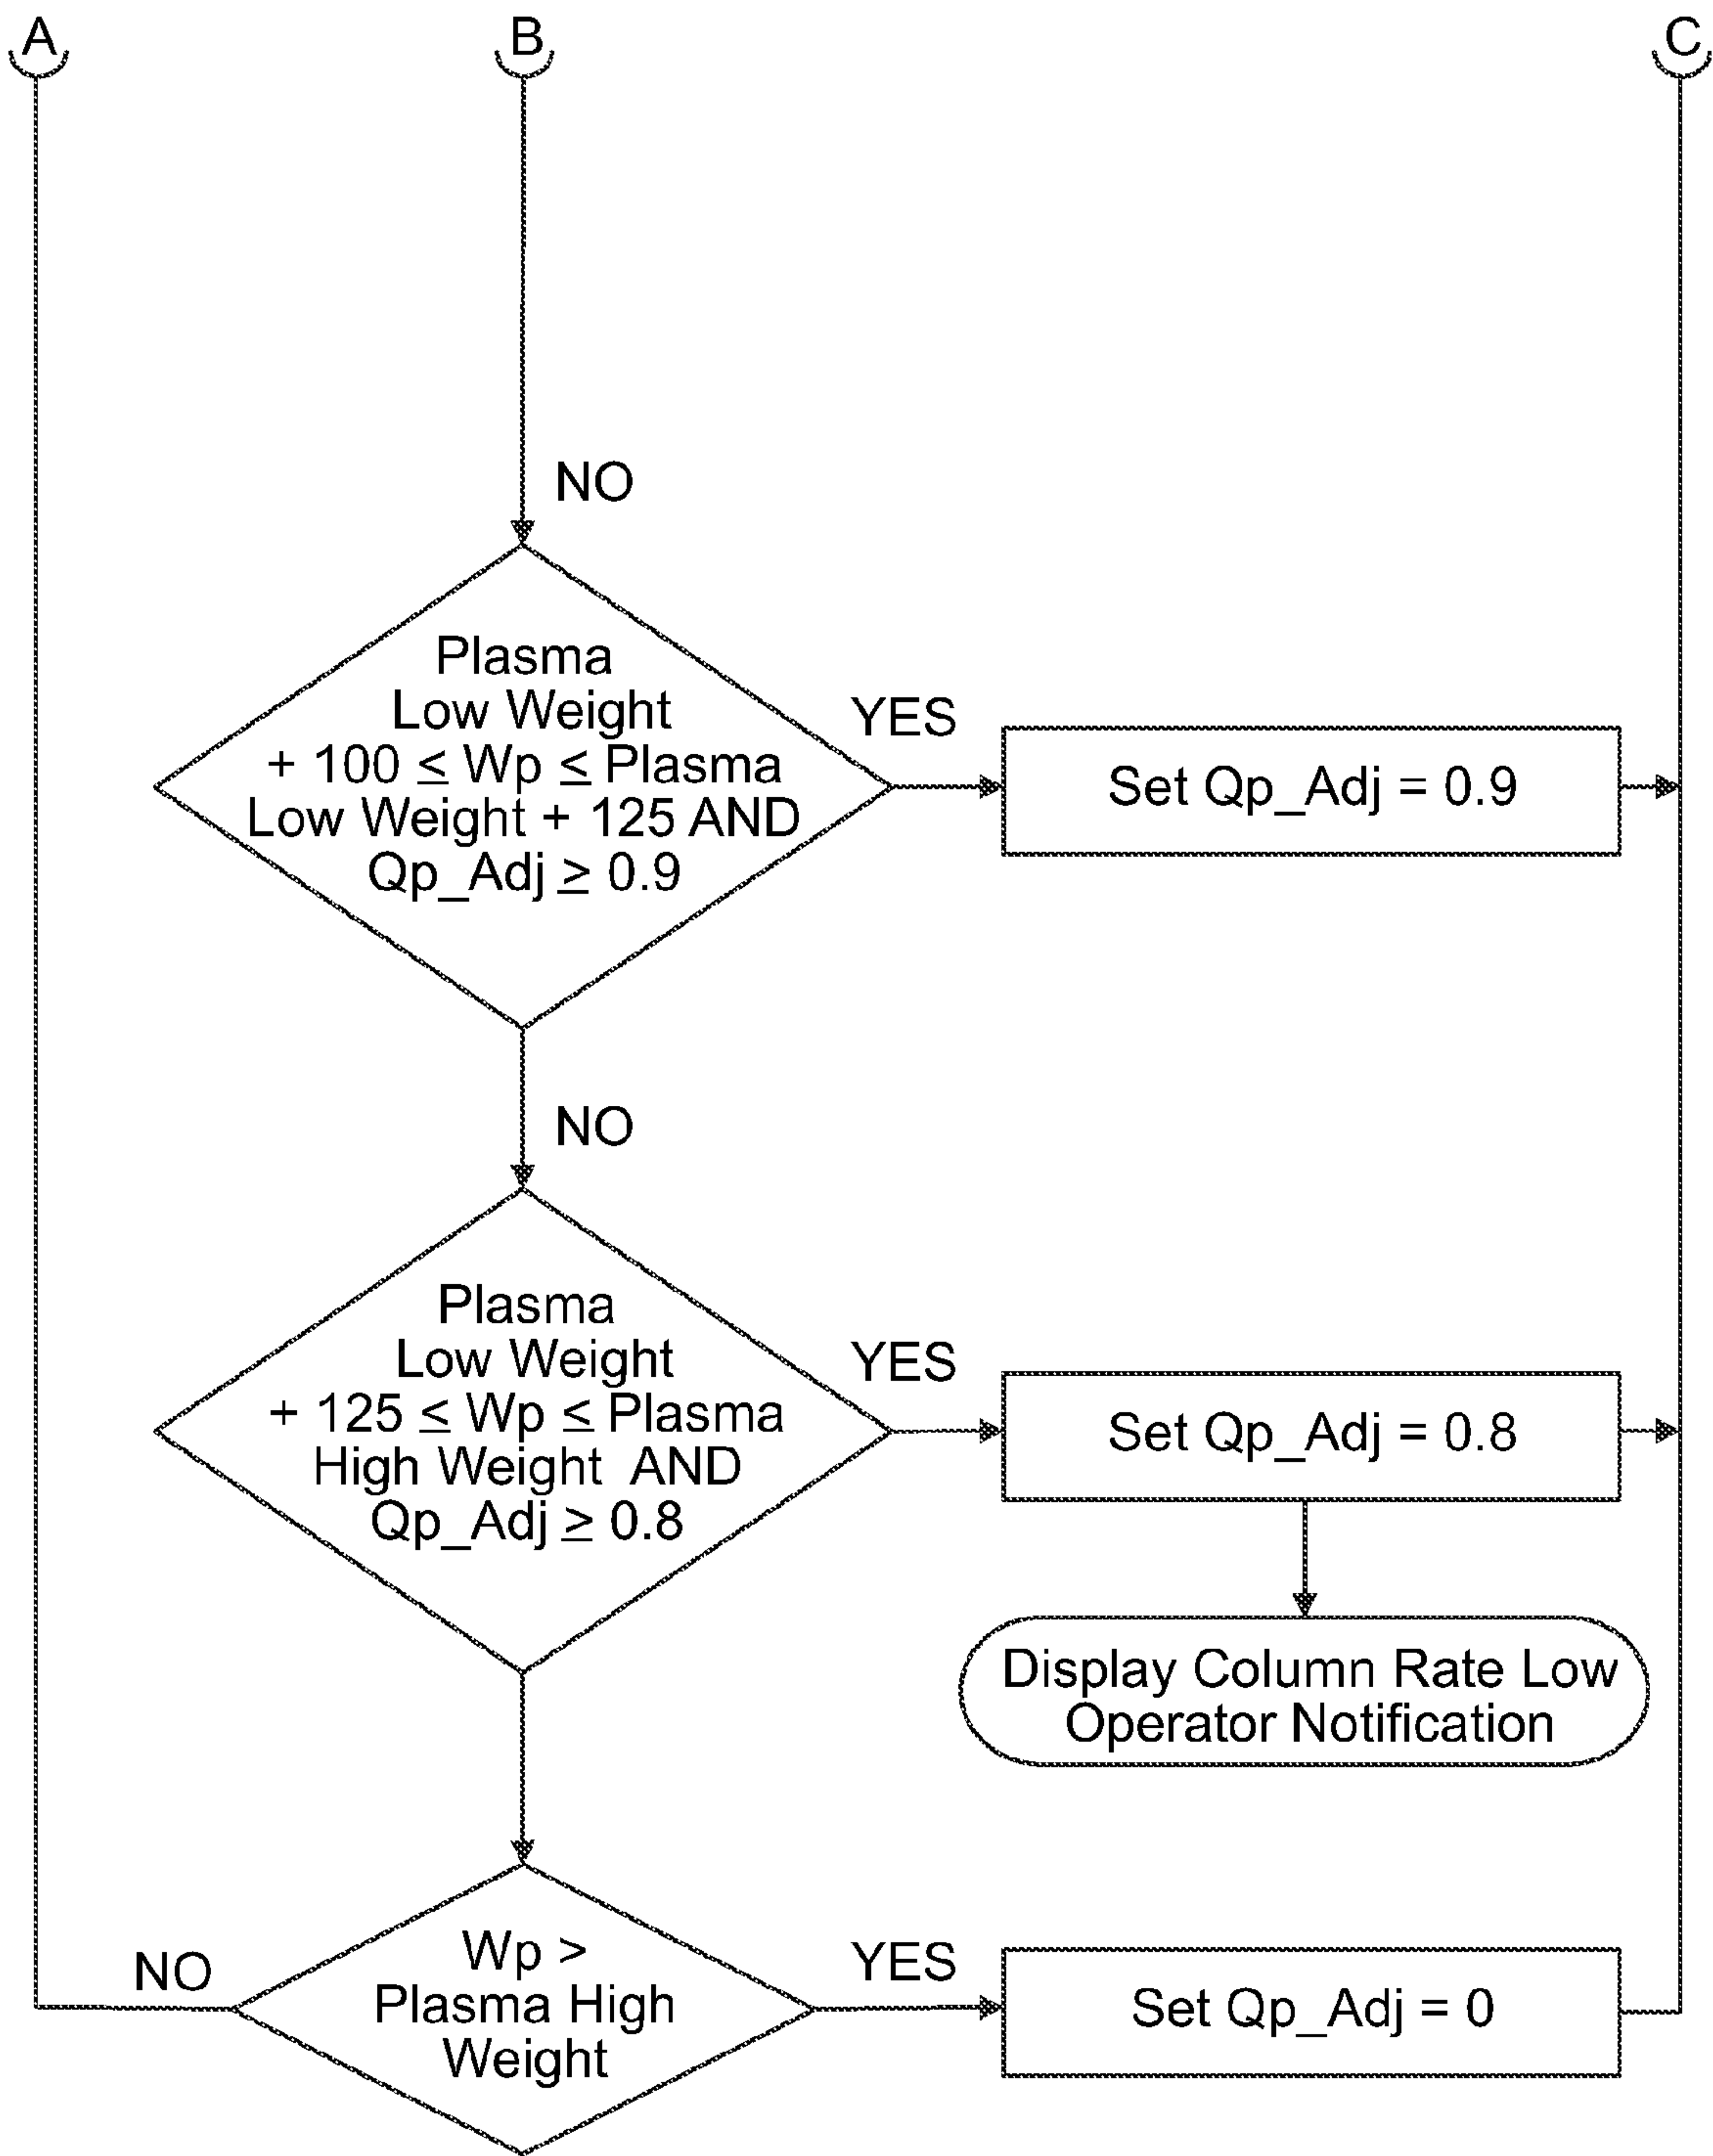 A
B
C
NO
Plasma
Low Weight
+ 100 ≤ Wp ≤ Plasma
Low Weight + 125 AND
Qp_Adj ≥ 0.9
YES
Set Qp_Adj = 0.9
NO
Plasma
Low Weight
+ 125 ≤ Wp ≤ Plasma
High Weight AND
Qp_Adj ≥ 0.8
YES
Set Qp_Adj = 0.8
Display Column Rate Low
Operator Notification
NO
Wp >
Plasma High
Weight
YES
Set Qp_Adj = 0